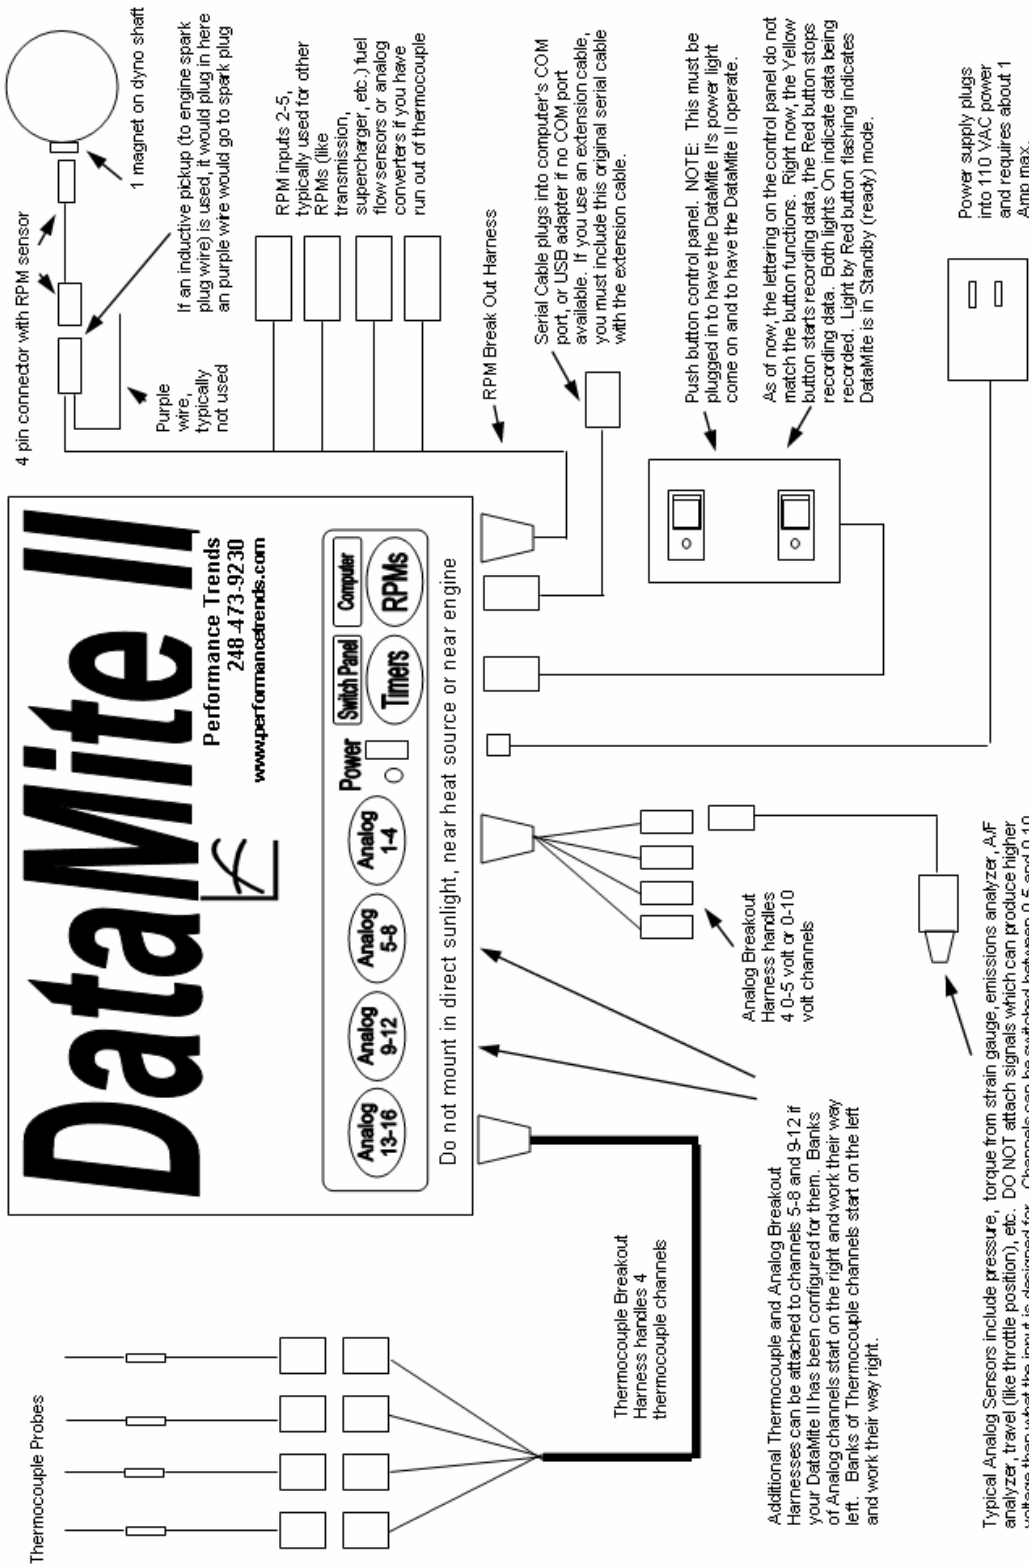 Thermocouple Probes
DataMite II
Performance Trends
248-473-9230
www.performancetrends.com
Analog
13-16
Analog
9-12
Analog
5-8
Analog
1-4
Power
Switch Panel
Computer
Timers
RPMs
Do not mount in direct sunlight, near heat source or near engine
4 pin connector with RPM sensor
1 magnet on dyno shaft
Purple
wire,
typically
not used
If an inductive pickup (to engine spark
plug wire) is used, it would plug in here
an purple wire would go to spark plug
RPM inputs 2-5,
typically used for other
RPMs (like
transmission,
supercharger, etc.) fuel
flow sensors or analog
converters if you have
run out of thermocouple
RPM Break Out Harness
Serial Cable plugs into computer's COM
port, or USB adapter if no COM port
available. If you use an extension cable,
you must include this original serial cable
with the extension cable.
Push button control panel. NOTE: This must be
plugged in to have the DataMite II's power light
come on and to have the DataMite II operate.
As of now, the lettering on the control panel do not
match the button functions. Right now, the Yellow
button starts recording data, the Red button stops
recording data. Both lights On indicate data being
recorded. Light by Red button flashing indicates
DataMite is in Standby (ready) mode.
Power supply plugs
into 110 VAC power
and requires about 1
Amp max.
Thermocouple Breakout
Harness handles 4
thermocouple channels
Analog Breakout
Harness handles
4 0-5 volt or 0-10
volt channels
Additional Thermocouple and Analog Breakout
Harnesses can be attached to channels 5-8 and 9-12 if
your DataMite II has been configured for them. Banks
of Analog channels start on the right and work their way
left. Banks of Thermocouple channels start on the left
and work their way right.
Typical Analog Sensors include pressure, torque from strain gauge, emissions analyzer, A/F
analyzer, travel (like throttle position), etc. DO NOT attach signals which can produce higher
voltage than what the input is designed for. Channels can be switched between 0-5 and 0-10